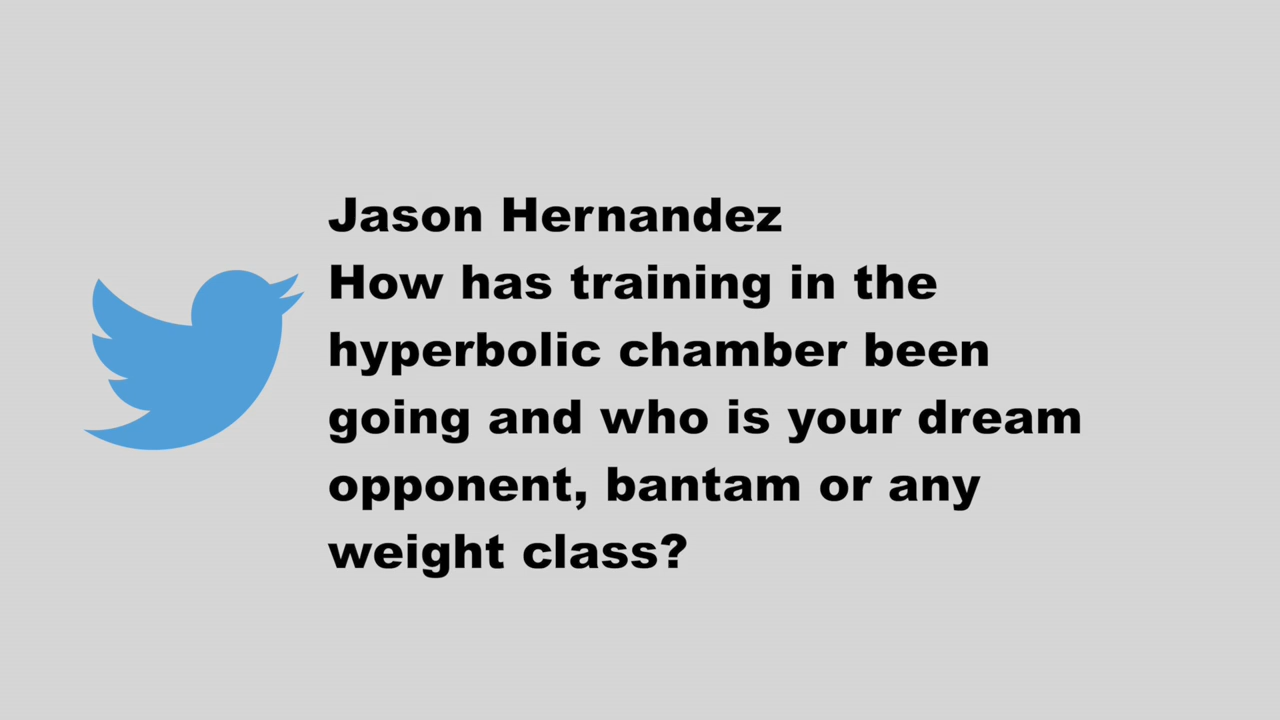 Jason Hernandez
How has training in the
hyperbolic chamber been
going and who is your dream
opponent, bantam or any
weight class?